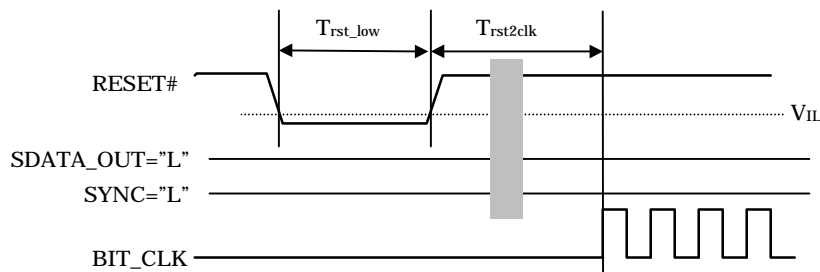 Trst_low Trst2clk
RESET#
VIL
SDATA_OUT="L"
SYNC="L"
BIT_CLK